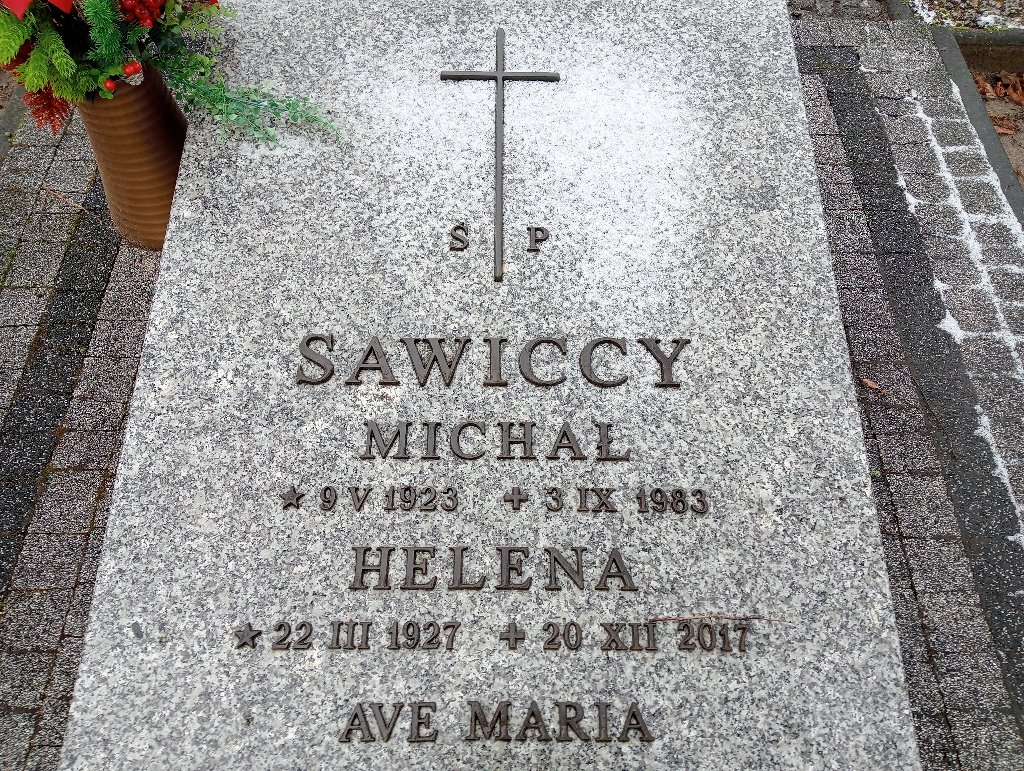 S P
SAWICCY
MICHAŁ
★ 9 V 1923 ✝ 3 IX 1983
HELENA
★ 22 III 1927 ✝ 20 XII 2017
AVE MARIA